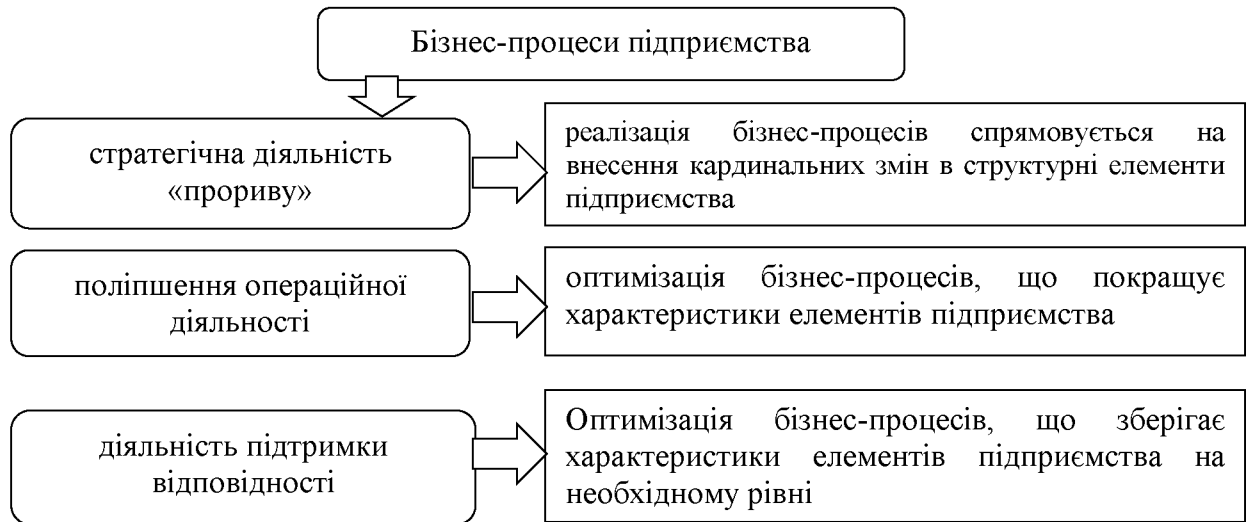 Бізнес-процеси підприємства
стратегічна діяльність
«прориву»
реалізація бізнес-процесів спрямовується на
внесення кардинальних змін в структурні елементи
підприємства
поліпшення операційної
діяльності
оптимізація бізнес-процесів, що покращує
характеристики елементів підприємства
діяльність підтримки
відповідності
Оптимізація бізнес-процесів, що зберігає
характеристики елементів підприємства на
необхідному рівні